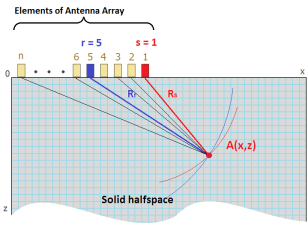 Elements of Antenna Array
r = 5 s = 1
n 6 5 4 3 2 1
0 x
Rr Rs
A(x,z)
Solid halfspace
z